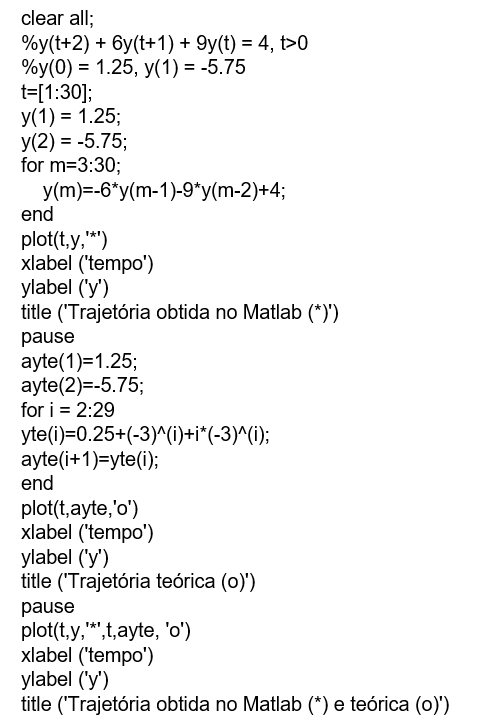 clear all;
%y(t+2) + 6y(t+1) + 9y(t) = 4, t>0
%y(0) = 1.25, y(1) = -5.75
t=[1:30];
y(1) = 1.25;
y(2) = -5.75;
for m=3:30;
    y(m)=-6*y(m-1)-9*y(m-2)+4;
end
plot(t,y,'*')
xlabel ('tempo')
ylabel ('y')
title ('Trajetória obtida no Matlab (*)')
pause
ayte(1)=1.25;
ayte(2)=-5.75;
for i = 2:29
yte(i)=0.25+(-3)^(i)+i*(-3)^(i);
ayte(i+1)=yte(i);
end
plot(t,ayte,'o')
xlabel ('tempo')
ylabel ('y')
title ('Trajetória teórica (o)')
pause
plot(t,y,'*',t,ayte, 'o')
xlabel ('tempo')
ylabel ('y')
title ('Trajetória obtida no Matlab (*) e teórica (o)')